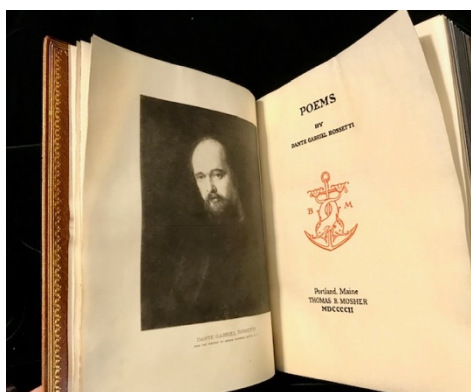 DANTE GABRIEL ROSSETTI
POEMS
BY
DANTE GABRIEL ROSSETTI
B M
Portland, Maine
THOMAS B MOSHER
MDCCCCII